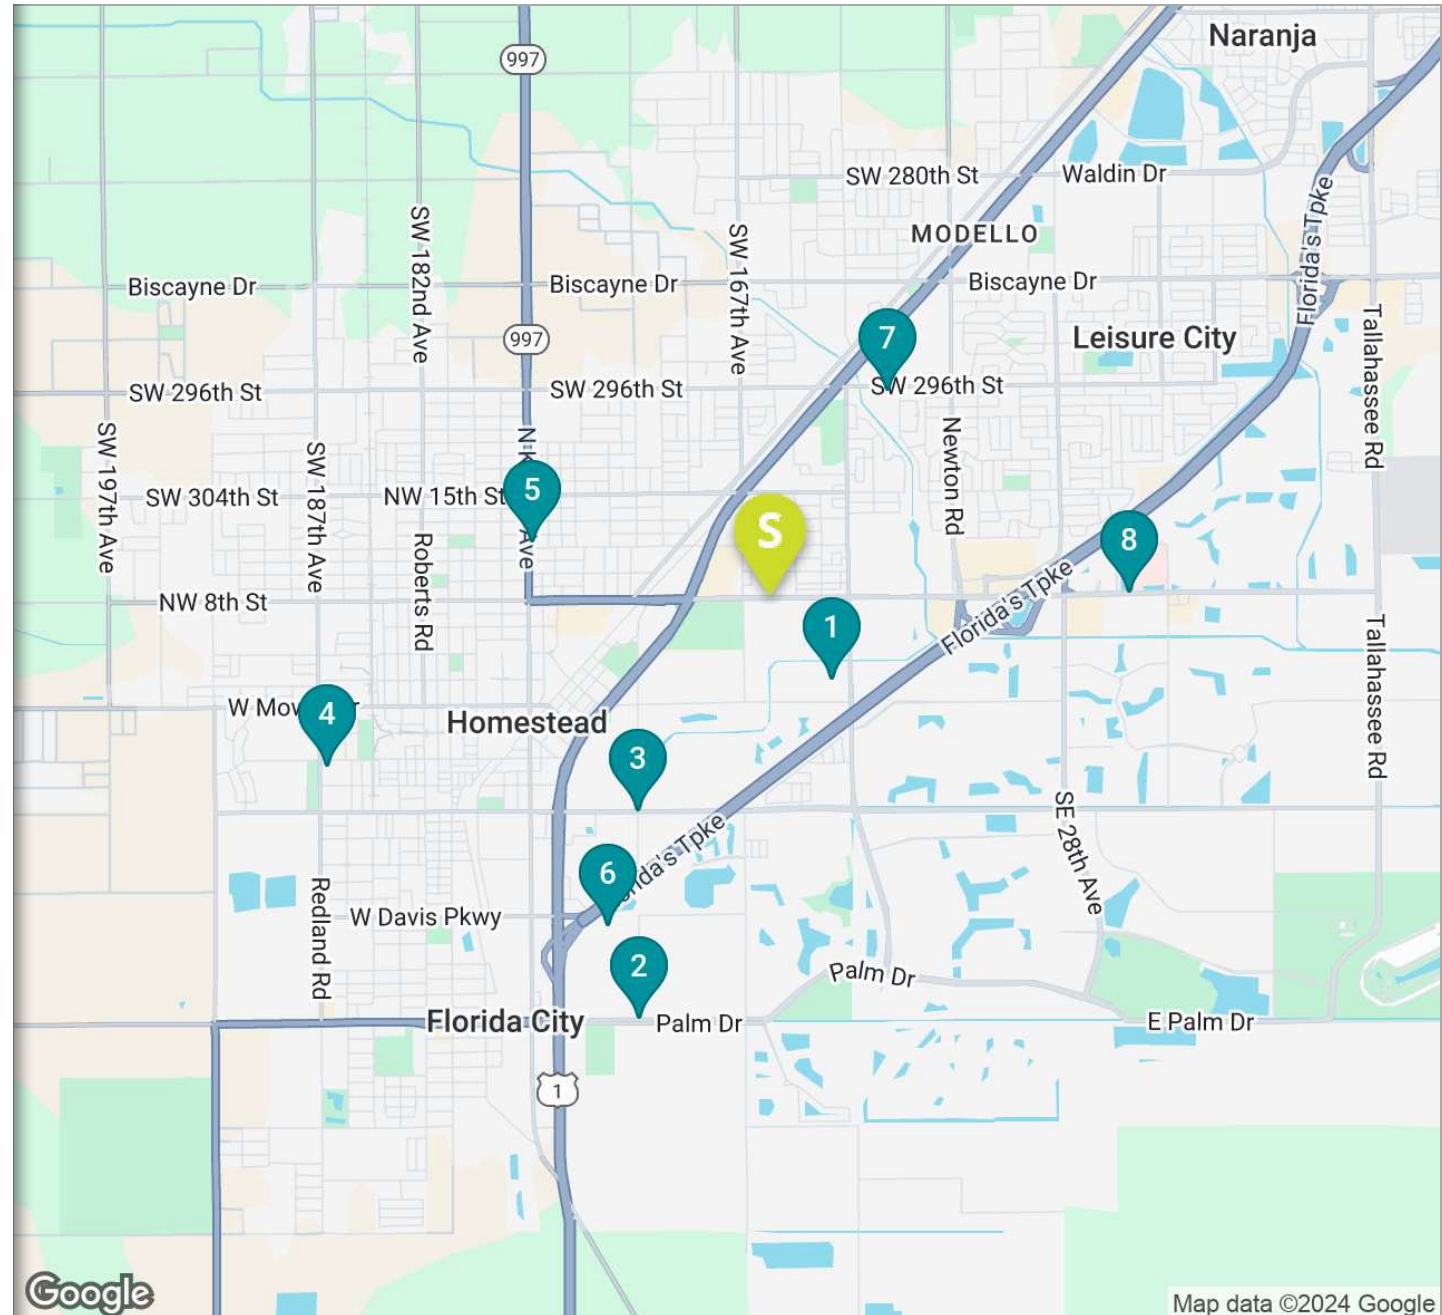 Naranja
997
SW 280th St
Waldin Dr
Florida's Tpke
MODELLO
SW 182nd Ave
SW 167th Ave
Biscayne Dr
Biscayne Dr
Biscayne Dr
Tallahassee Rd
997
7
Leisure City
SW 296th St
SW 296th St
SW 296th St
SW 197th Ave
SW 187th Ave
Newton Rd
5
SW 304th St
NW 15th St
Ave
S
8
Roberts Rd
Florida's Tpke
NW 8th St
1
Tallahassee Rd
4
Homestead
3
SE 28th Ave
6
Redland Rd
W Davis Pkwy
2
Palm Dr
Florida City
Palm Dr
E Palm Dr
1
Google
Map data ©2024 Google